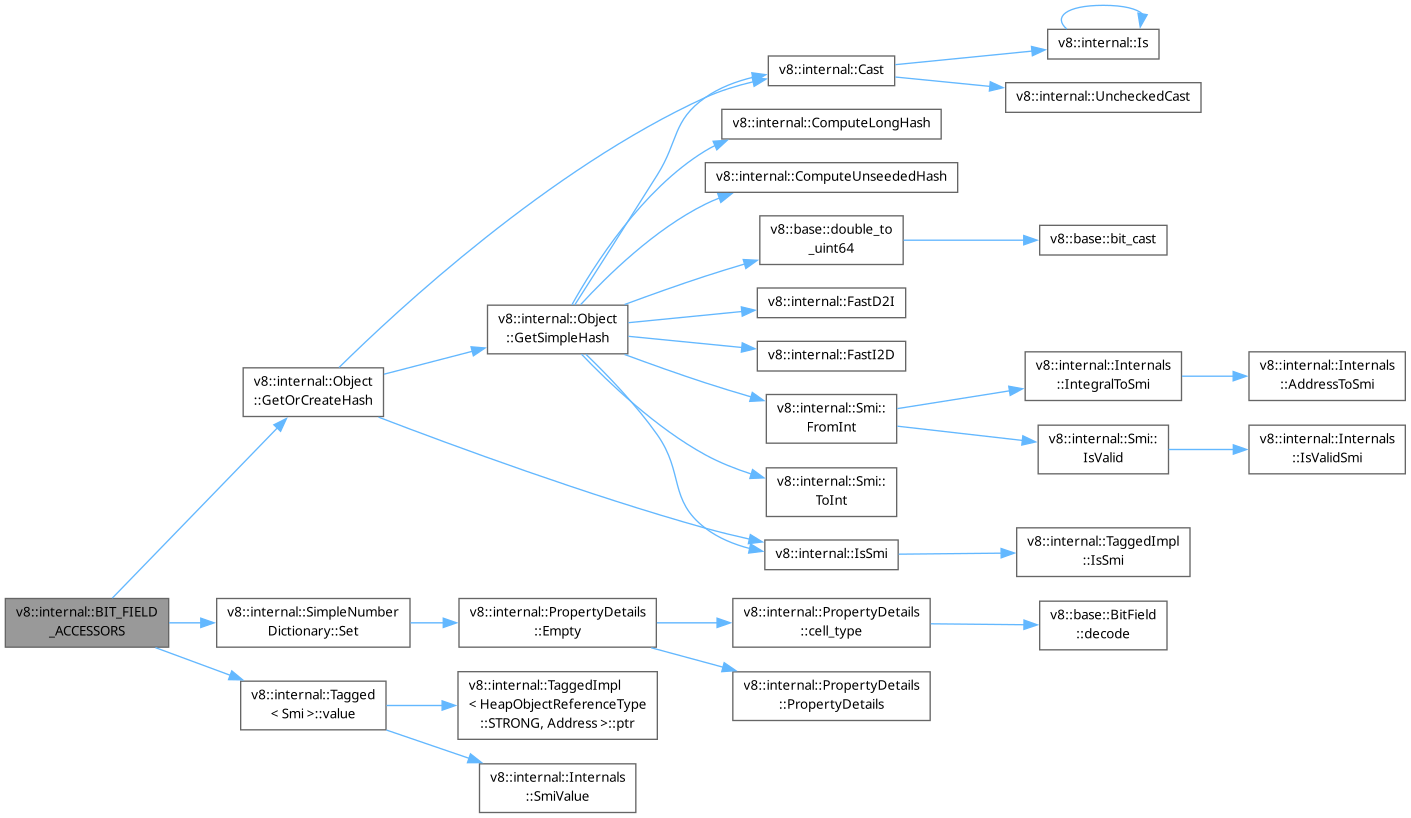 v8::internal::BIT_FIELD
_ACCESSORS
v8::internal::Object
::GetOrCreateHash
v8::internal::SimpleNumber
Dictionary::Set
v8::internal::Tagged
< Smi >::value
v8::internal::Object
::GetSimpleHash
v8::internal::PropertyDetails
::Empty
v8::internal::TaggedImpl
< HeapObjectReferenceType
::STRONG, Address >::ptr
v8::internal::Internals
::SmiValue
v8::internal::Cast
v8::internal::ComputeLongHash
v8::internal::ComputeUnseededHash
v8::base::double_to
_uint64
v8::internal::FastD2I
v8::internal::FastI2D
v8::internal::Smi::
FromInt
v8::internal::Smi::
ToInt
v8::internal::IsSmi
v8::internal::PropertyDetails
::cell_type
v8::internal::PropertyDetails
::PropertyDetails
v8::internal::Is
v8::internal::UncheckedCast
v8::base::bit_cast
v8::internal::Internals
::IntegralToSmi
v8::internal::Smi::
IsValid
v8::internal::TaggedImpl
::IsSmi
v8::base::BitField
::decode
v8::internal::Internals
::AddressToSmi
v8::internal::Internals
::IsValidSmi